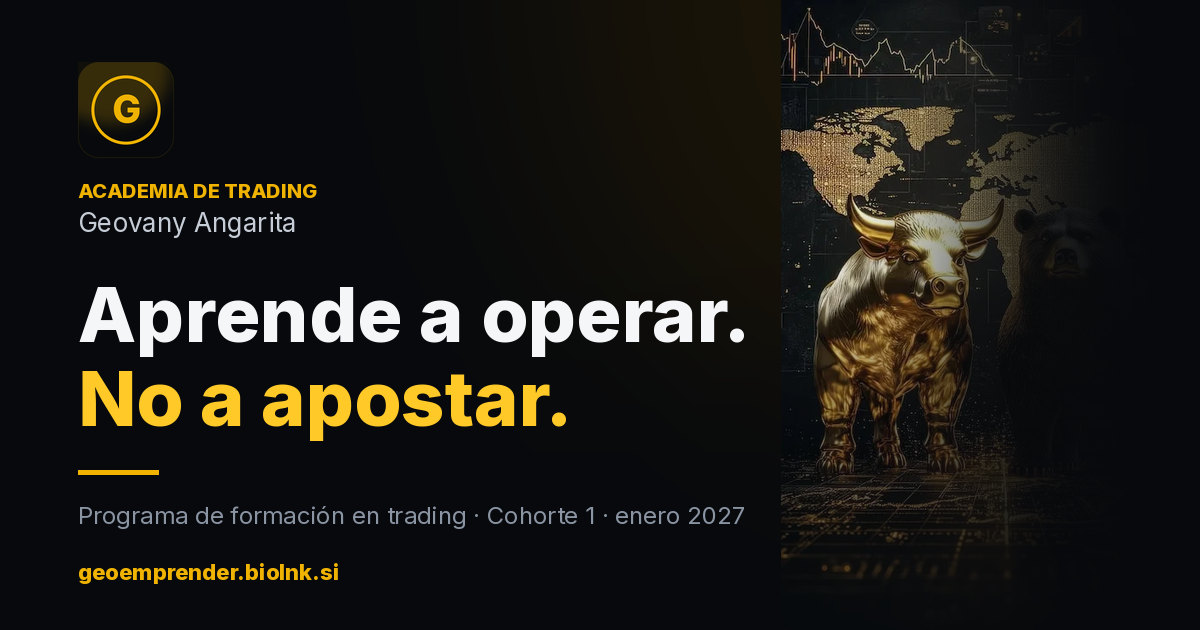 G
ACADEMIA DE TRADING
Geovany Angarita
Aprende a operar.
No a apostar.
Programa de formación en trading · Cohorte 1 · enero 2027
geoemprender.biolnk.si